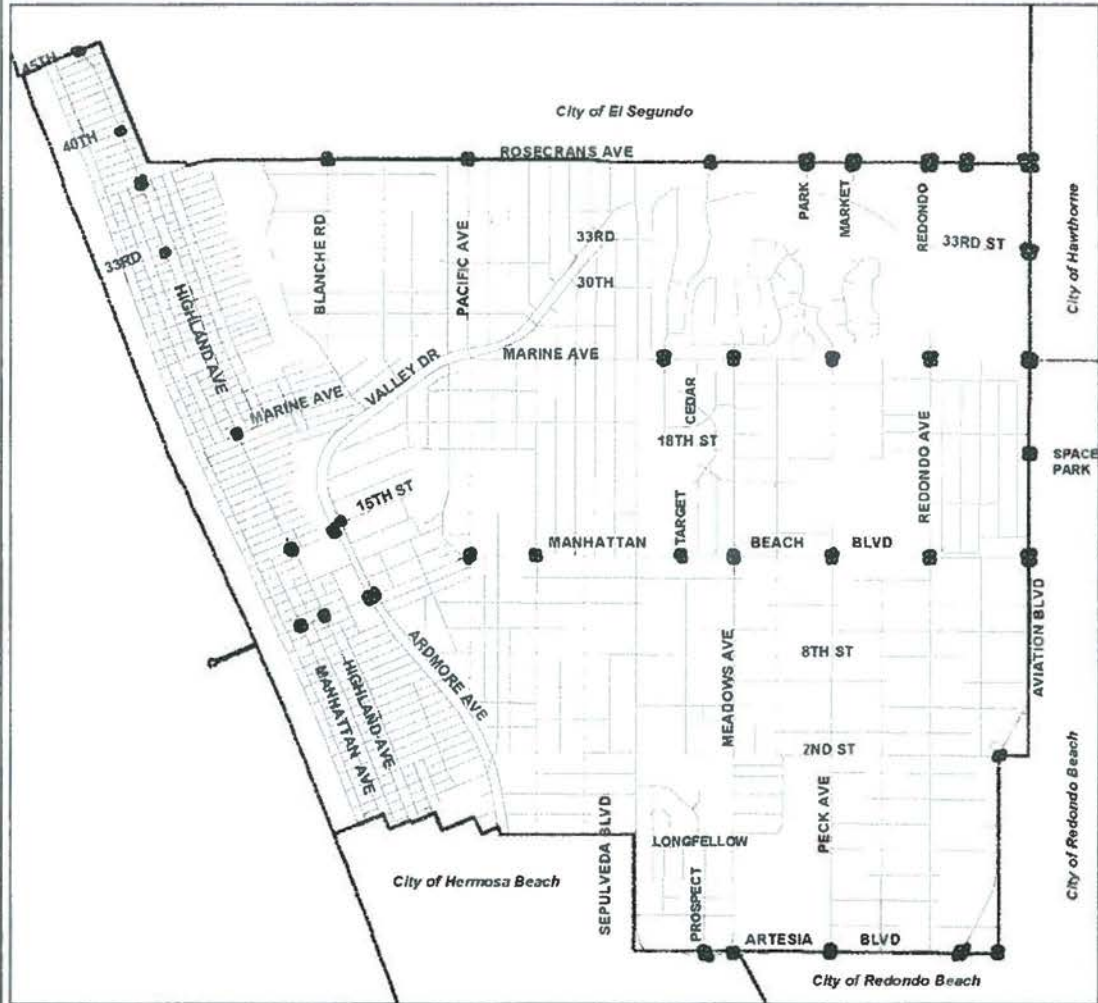 45TH
City of El Segundo
40TH
ROSECRANS AVE
PARK
MARKET
REDONDO
33RD
33RD ST
City of Hawthorne
33RD
30TH
BLANCHE RD
PACIFIC AVE
HIGHLAND AVE
MARINE AVE
VALLEY DR
MARINE AVE
CEDAR
18TH ST
REDONDO AVE
SPACE
PARK
15TH ST
MANHATTAN
TARGET
BEACH
BLVD
ARDMORE AVE
MEADOWS AVE
8TH ST
AVIATION BLVD
HIGHLAND AVE
MANHATTAN AVE
2ND ST
SEPULVEDA BLVD
LONGFELLOW
PECK AVE
City of Redondo Beach
City of Hermosa Beach
PROSPECT
ARTESIA
BLVD
City of Redondo Beach